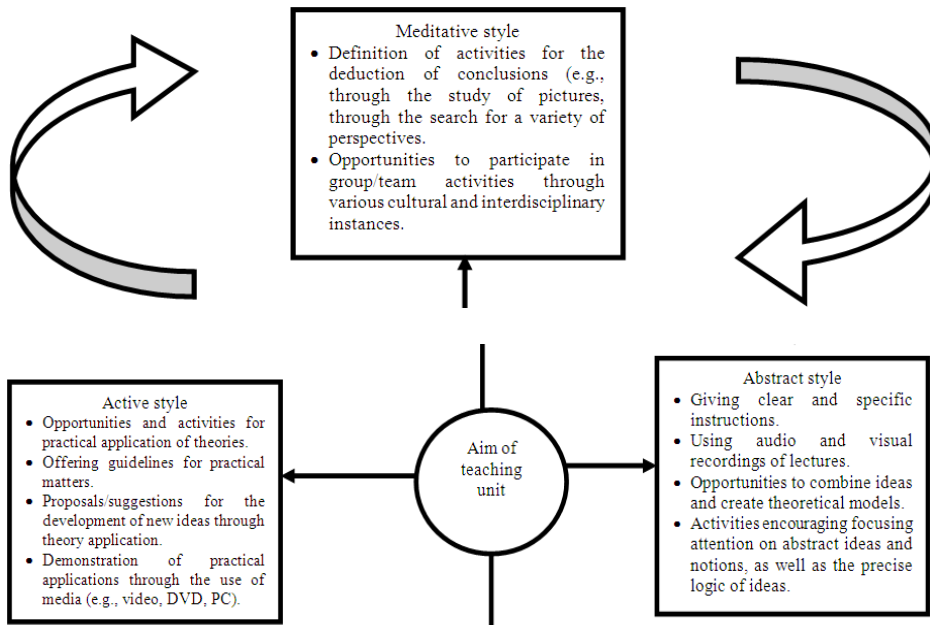 Meditative style
• Definition of activities for the
deduction of conclusions (e.g.,
through the study of pictures,
through the search for a variety of
perspectives.
• Opportunities to participate in
group/team activities through
various cultural and interdisciplinary
instances.
Active style
• Opportunities and activities for
practical application of theories.
• Offering guidelines for practical
matters.
• Proposals/suggestions for the
development of new ideas through
theory application.
• Demonstration of practical
applications through the use of
media (e.g., video, DVD, PC).
Aim of
teaching
unit
Abstract style
• Giving clear and specific
instructions.
• Using audio and visual
recordings of lectures.
• Opportunities to combine ideas
and create theoretical models.
• Activities encouraging focusing
attention on abstract ideas and
notions, as well as the precise
logic of ideas.